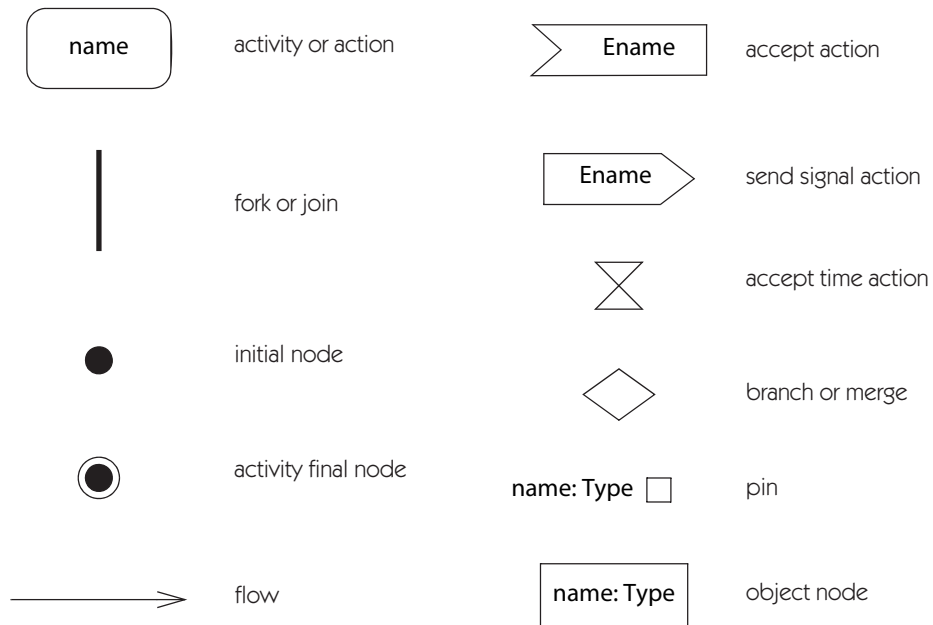 name
activity or action
fork or join
initial node
activity final node
flow
Ename
accept action
Ename
send signal action
accept time action
branch or merge
name: Type
pin
name: Type
object node